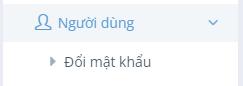 Người dùng
Đổi mật khẩu